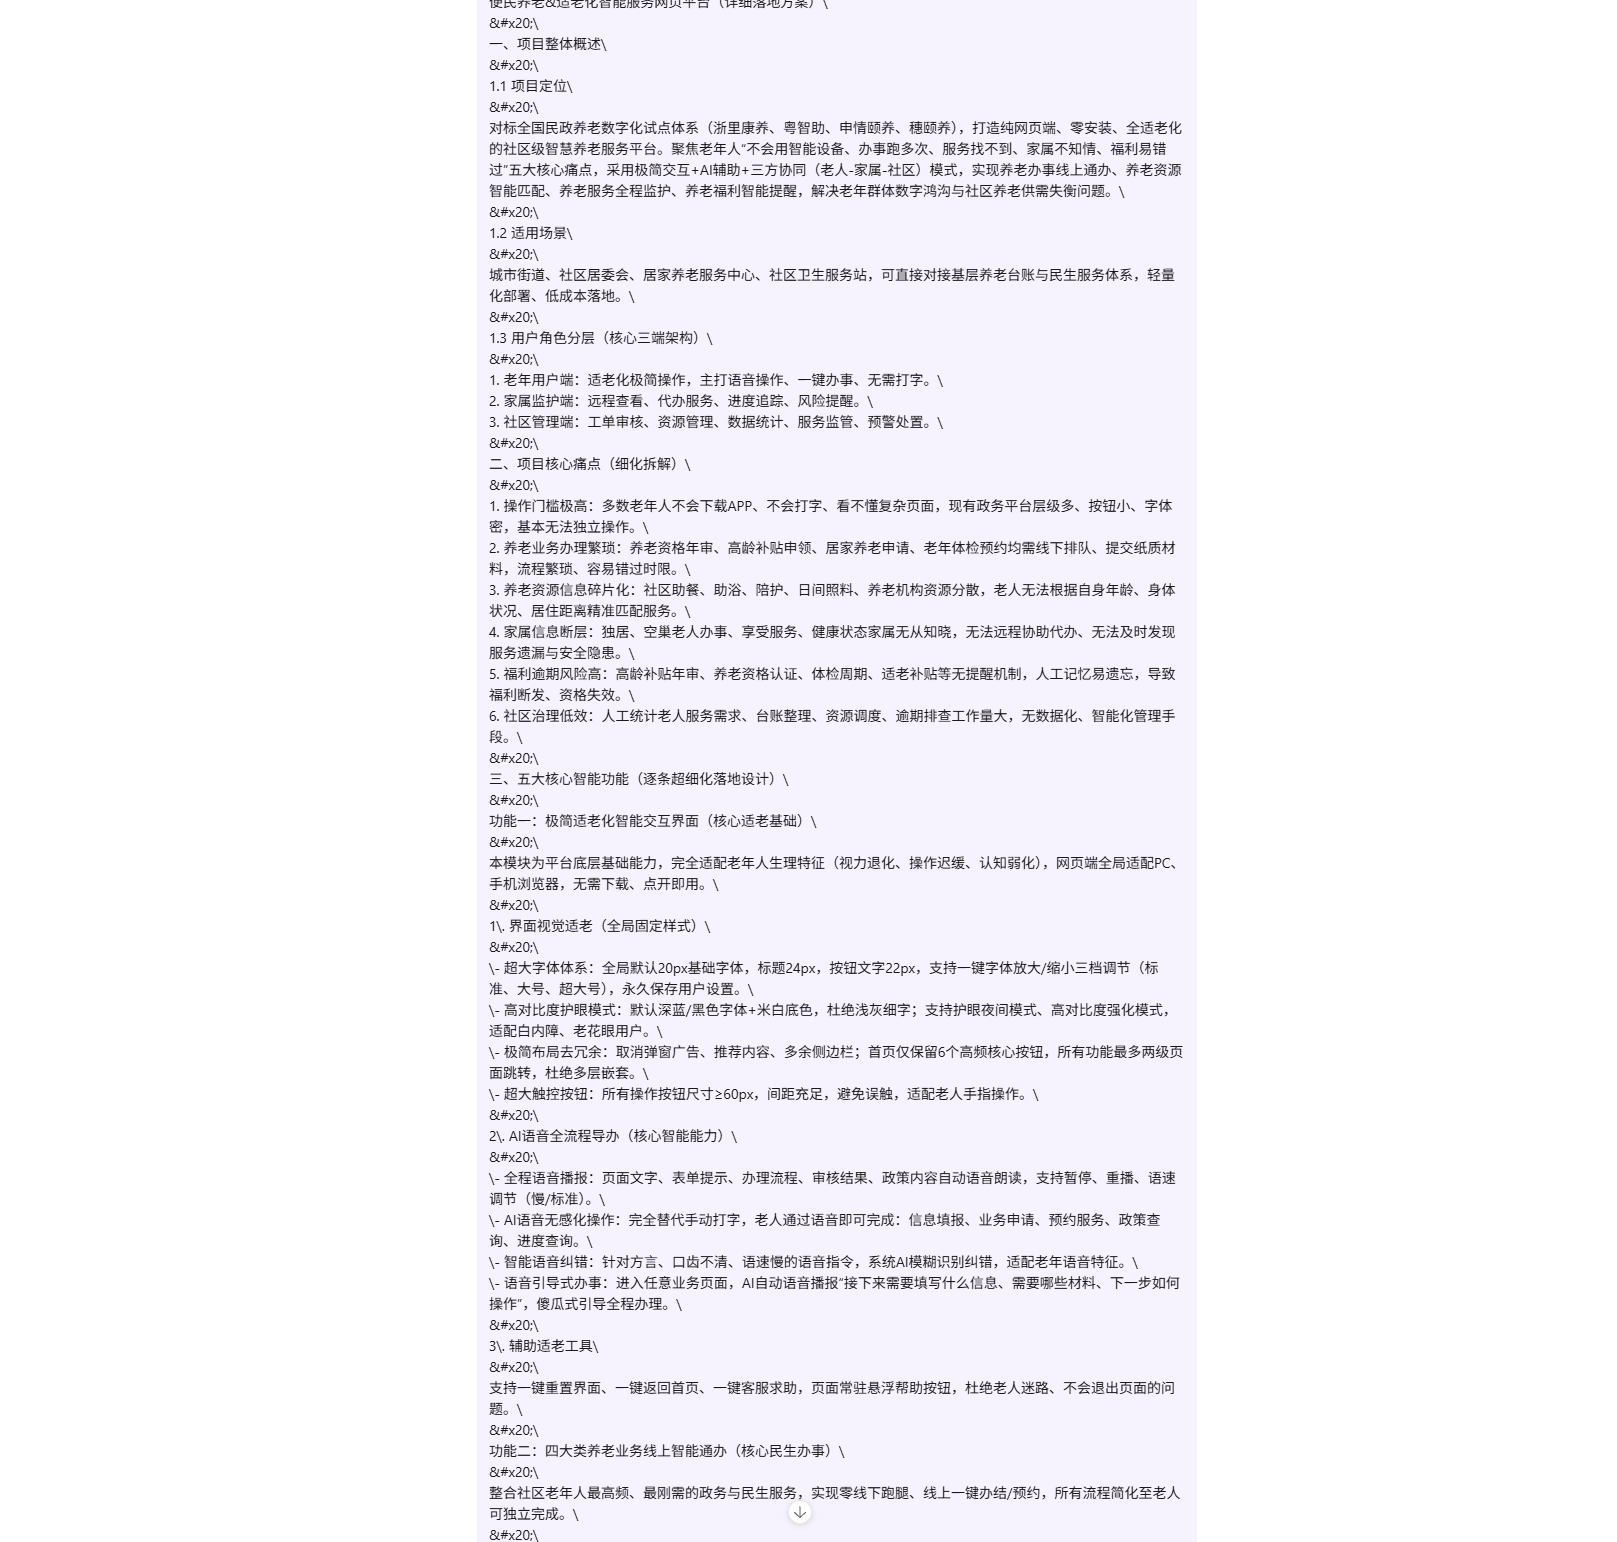 便民养老&适老化智能服务网页平台（详细落地方案）\
&#x20;\
一、项目整体概述\
&#x20;\
1.1 项目定位\
&#x20;\
对标全国民政养老数字化试点体系（浙里康养、粤智助、申情颐养、穗颐养），打造纯网页端、零安装、全适老化
的社区级智慧养老服务平台。聚焦老年人“不会用智能设备、办事跑多次、服务找不到、家属不知情、福利易错
过”五大核心痛点，采用极简交互+AI辅助+三方协同（老人-家属-社区）模式，实现养老办事线上通办、养老资源
智能匹配、养老服务全程监护、养老福利智能提醒，解决老年群体数字鸿沟与社区养老供需失衡问题。\
&#x20;\
1.2 适用场景\
&#x20;\
城市街道、社区居委会、居家养老服务中心、社区卫生服务站，可直接对接基层养老台账与民生服务体系，轻量
化部署、低成本落地。\
&#x20;\
1.3 用户角色分层（核心三端架构）\
&#x20;\
1. 老年用户端：适老化极简操作，主打语音操作、一键办事、无需打字。\
2. 家属监护端：远程查看、代办服务、进度追踪、风险提醒。\
3. 社区管理端：工单审核、资源管理、数据统计、服务监管、预警处置。\
&#x20;\
二、项目核心痛点（细化拆解）\
&#x20;\
1. 操作门槛极高：多数老年人不会下载APP、不会打字、看不懂复杂页面，现有政务平台层级多、按钮小、字体
密，基本无法独立操作。\
2. 养老业务办理繁琐：养老资格年审、高龄补贴申领、居家养老申请、老年体检预约均需线下排队、提交纸质材
料，流程繁琐、容易错过时限。\
3. 养老资源信息碎片化：社区助餐、助浴、陪护、日间照料、养老机构资源分散，老人无法根据自身年龄、身体
状况、居住距离精准匹配服务。\
4. 家属信息断层：独居、空巢老人办事、享受服务、健康状态家属无从知晓，无法远程协助代办、无法及时发现
服务遗漏与安全隐患。\
5. 福利逾期风险高：高龄补贴年审、养老资格认证、体检周期、适老补贴等无提醒机制，人工记忆易遗忘，导致
福利断发、资格失效。\
6. 社区治理低效：人工统计老人服务需求、台账整理、资源调度、逾期排查工作量大，无数据化、智能化管理手
段。\
&#x20;\
三、五大核心智能功能（逐条超细化落地设计）\
&#x20;\
功能一：极简适老化智能交互界面（核心适老基础）\
&#x20;\
本模块为平台底层基础能力，完全适配老年人生理特征（视力退化、操作迟缓、认知弱化），网页端全局适配PC、
手机浏览器，无需下载、点开即用。\
&#x20;\
1\. 界面视觉适老（全局固定样式）\
&#x20;\
\- 超大字体体系：全局默认20px基础字体，标题24px，按钮文字22px，支持一键字体放大/缩小三档调节（标
准、大号、超大号），永久保存用户设置。\
\- 高对比度护眼模式：默认深蓝/黑色字体+米白底色，杜绝浅灰细字；支持护眼夜间模式、高对比度强化模式，
适配白内障、老花眼用户。\
\- 极简布局去冗余：取消弹窗广告、推荐内容、多余侧边栏；首页仅保留6个高频核心按钮，所有功能最多两级页
面跳转，杜绝多层嵌套。\
\- 超大触控按钮：所有操作按钮尺寸≥60px，间距充足，避免误触，适配老人手指操作。\
&#x20;\
2\. AI语音全流程导办（核心智能能力）\
&#x20;\
\- 全程语音播报：页面文字、表单提示、办理流程、审核结果、政策内容自动语音朗读，支持暂停、重播、语速
调节（慢/标准）。\
\- AI语音无感化操作：完全替代手动打字，老人通过语音即可完成：信息填报、业务申请、预约服务、政策查
询、进度查询。\
\- 智能语音纠错：针对方言、口齿不清、语速慢的语音指令，系统AI模糊识别纠错，适配老年语音特征。\
\- 语音引导式办事：进入任意业务页面，AI自动语音播报“接下来需要填写什么信息、需要哪些材料、下一步如何
操作”，傻瓜式引导全程办理。\
&#x20;\
3\. 辅助适老工具\
&#x20;\
支持一键重置界面、一键返回首页、一键客服求助，页面常驻悬浮帮助按钮，杜绝老人迷路、不会退出页面的问
题。\
&#x20;\
功能二：四大类养老业务线上智能通办（核心民生办事）\
&#x20;\
整合社区老年人最高频、最刚需的政务与民生服务，实现零线下跑腿、线上一键办结/预约，所有流程简化至老人
可独立完成。\
&#x20;\